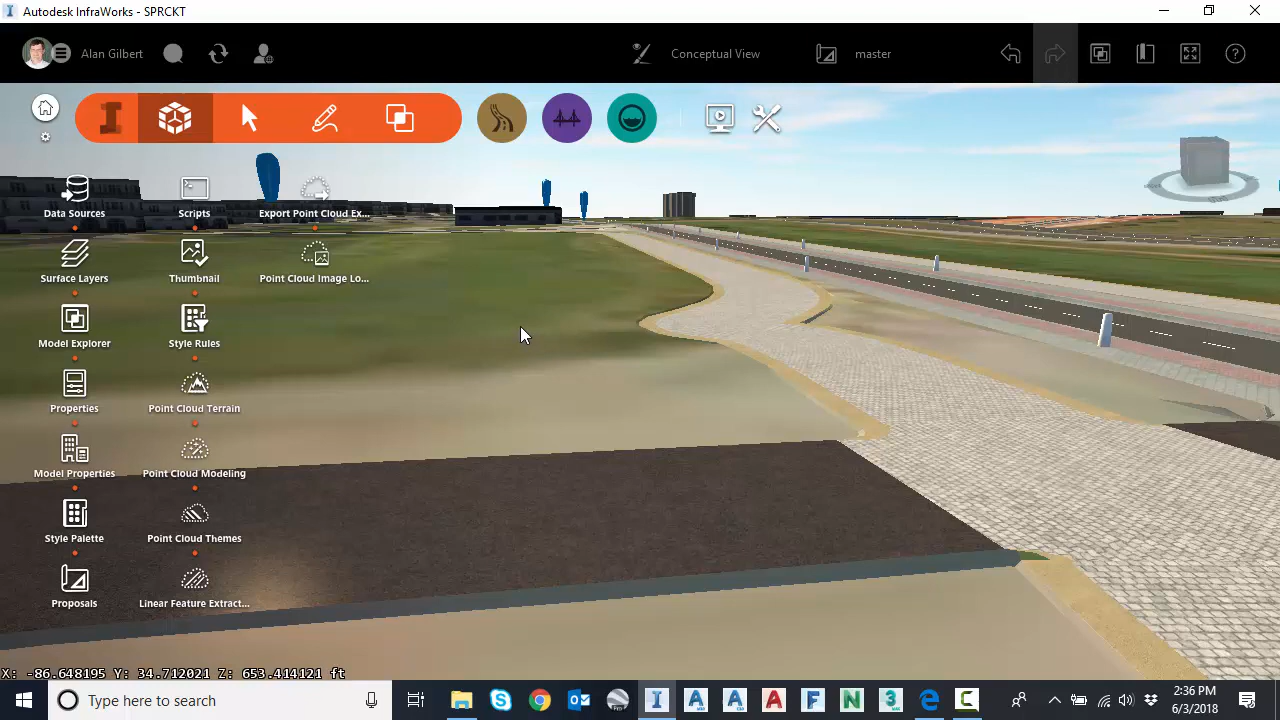 Autodesk InfraWorks - SPRCKT
Alan Gilbert
Conceptual View
master
Data Sources
Scripts
Export Point Cloud Ex...
Surface Layers
Thumbnail
Point Cloud Image Lo...
Model Explorer
Style Rules
Properties
Point Cloud Terrain
Model Properties
Point Cloud Modeling
Style Palette
Point Cloud Themes
Proposals
Linear Feature Extract...
X: -86.648195 Y: 34.712021 Z: 653.414121 ft
Type here to search
2:36 PM
6/3/2018